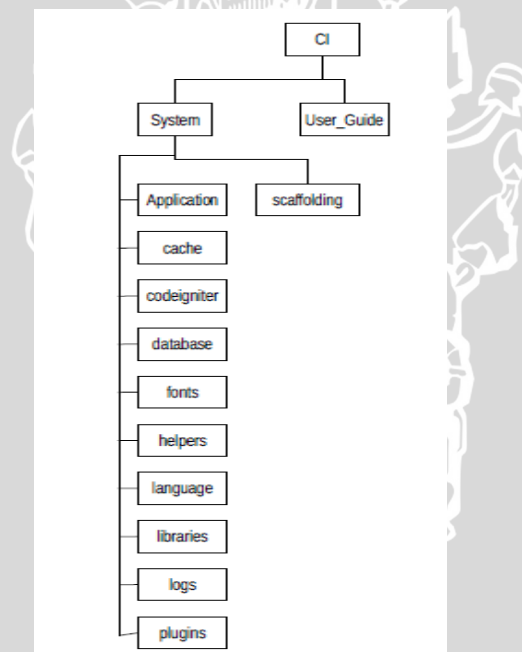 CI
System
User_Guide
Application
scaffolding
cache
codeigniter
database
fonts
helpers
language
libraries
logs
plugins